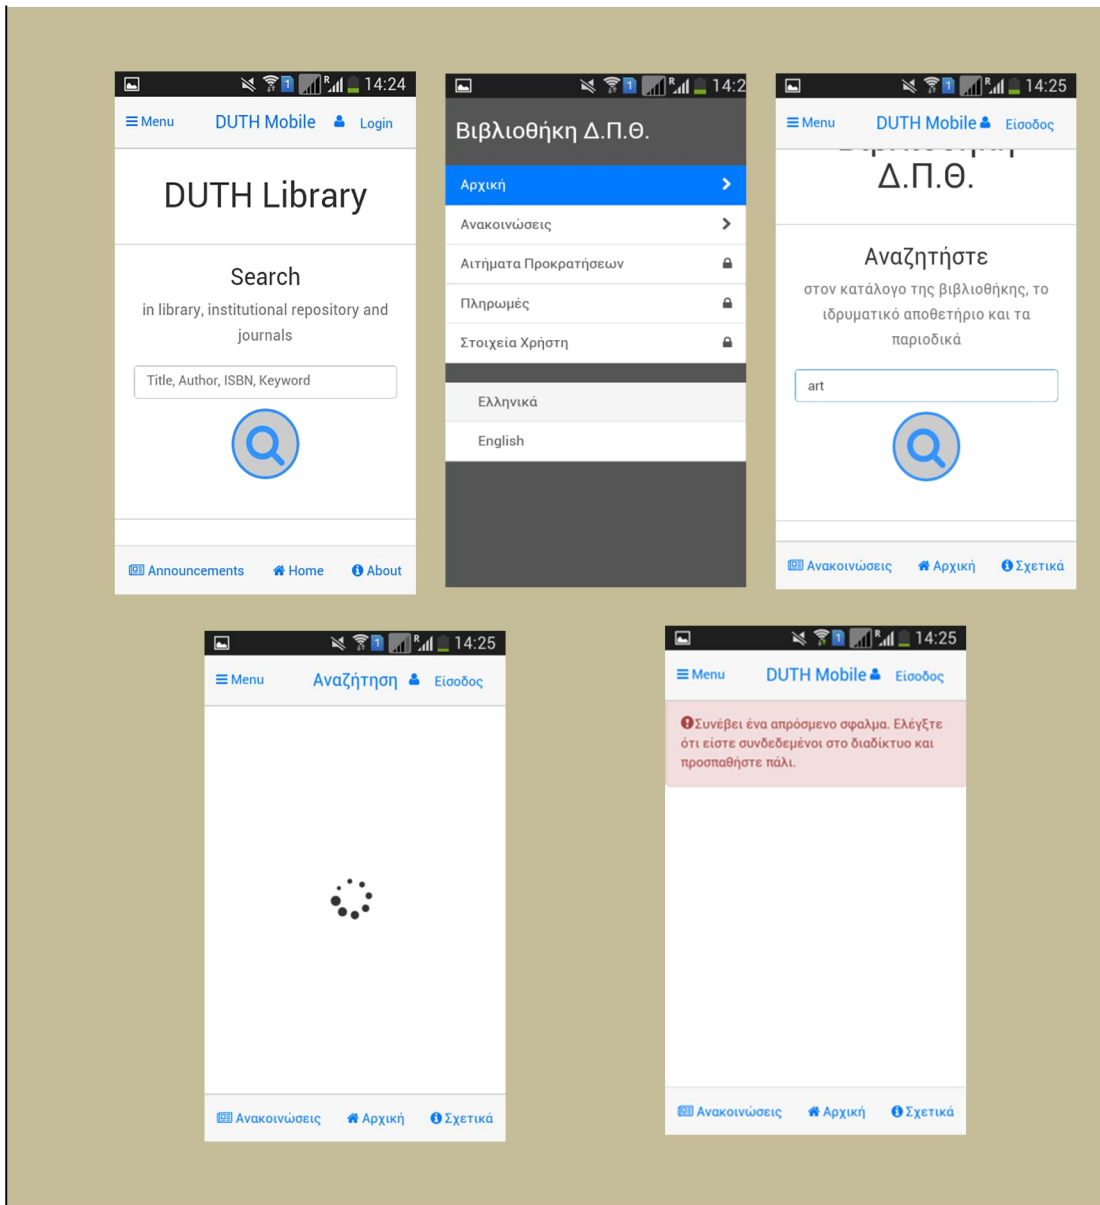 14:24
Menu DUTH Mobile Login
DUTH Library
Search
in library, institutional repository and
journals
Title, Author, ISBN, Keyword
Announcements Home About
14:2
Βιβλιοθήκη Δ.Π.Θ.
Αρχική
Ανακοινώσεις
Αιτήματα Προκρατήσεων
Πληρωμές
Στοιχεία Χρήστη
Ελληνικά
English
14:25
Menu DUTH Mobile Είσοδος
Δ.Π.Θ.
Αναζητήστε
στον κατάλογο της βιβλιοθήκης, το
ιδρυματικό αποθετήριο και τα
παριοδικά
art
Ανακοινώσεις Αρχική Σχετικά
14:25
Menu Αναζήτηση Είσοδος
Ανακοινώσεις Αρχική Σχετικά
14:25
Menu DUTH Mobile Είσοδος
Συνέβει ένα απρόσμενο σφαλμα. Ελέγξτε
ότι είστε συνδεδεμένοι στο διαδίκτυο και
προσπαθήστε πάλι.
Ανακοινώσεις Αρχική Σχετικά